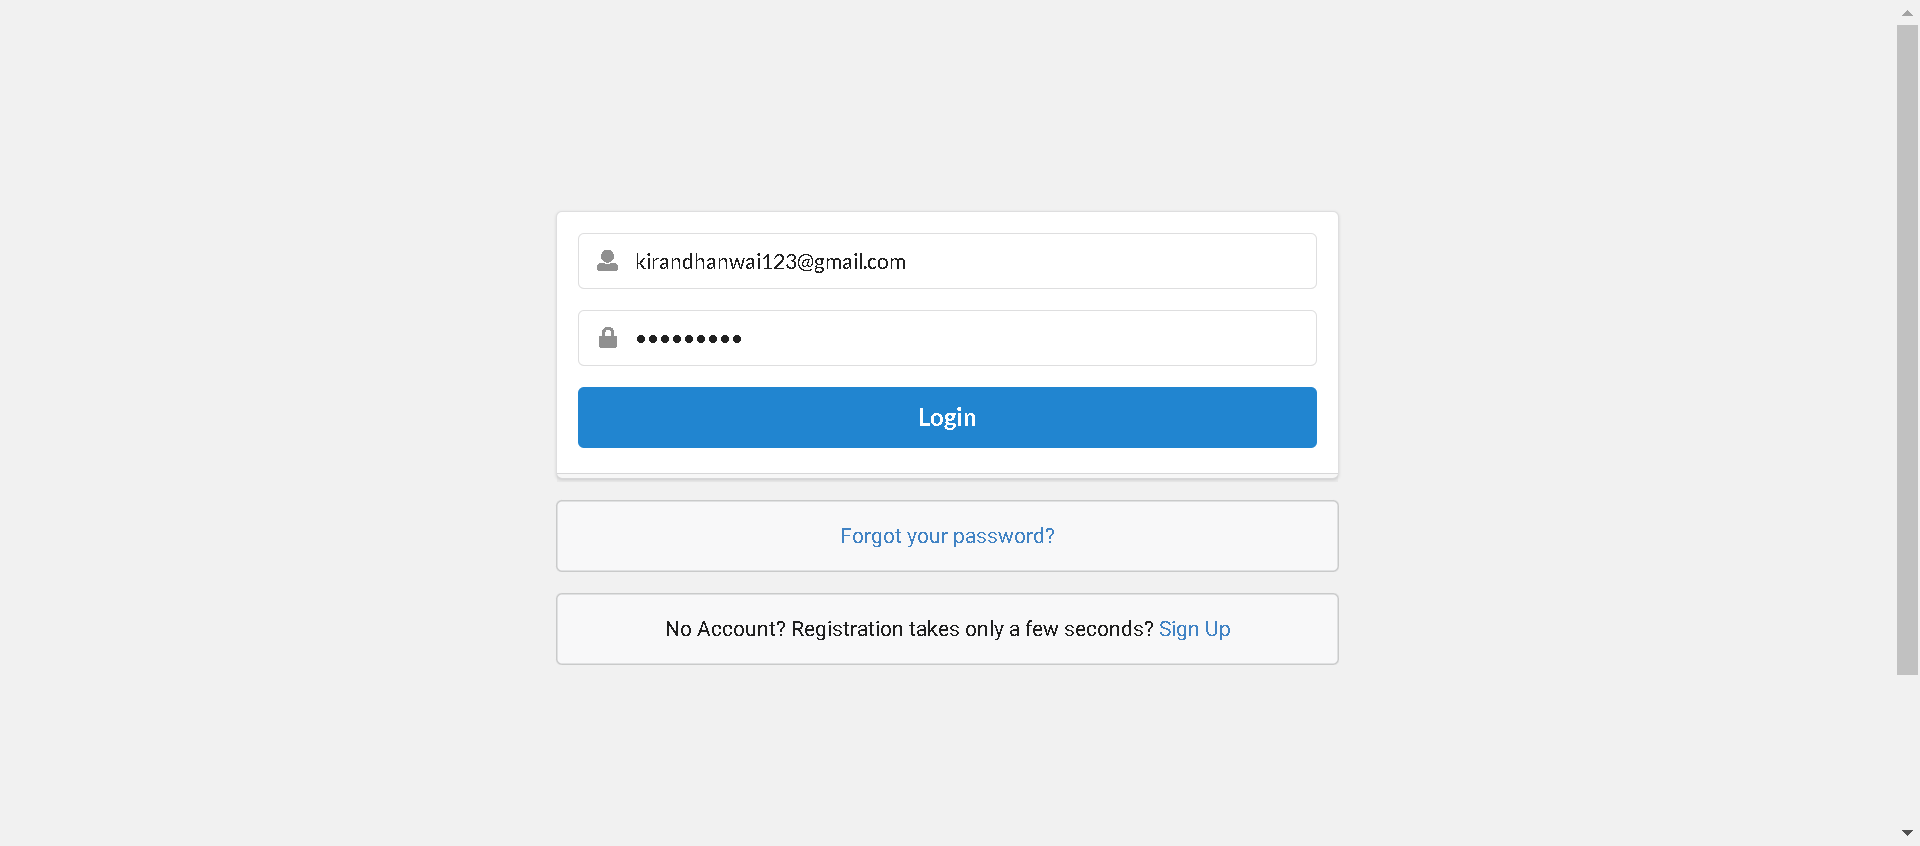 kirandhanwai123@gmail.com
•••••••••
Login
Forgot your password?
No Account? Registration takes only a few seconds? Sign Up